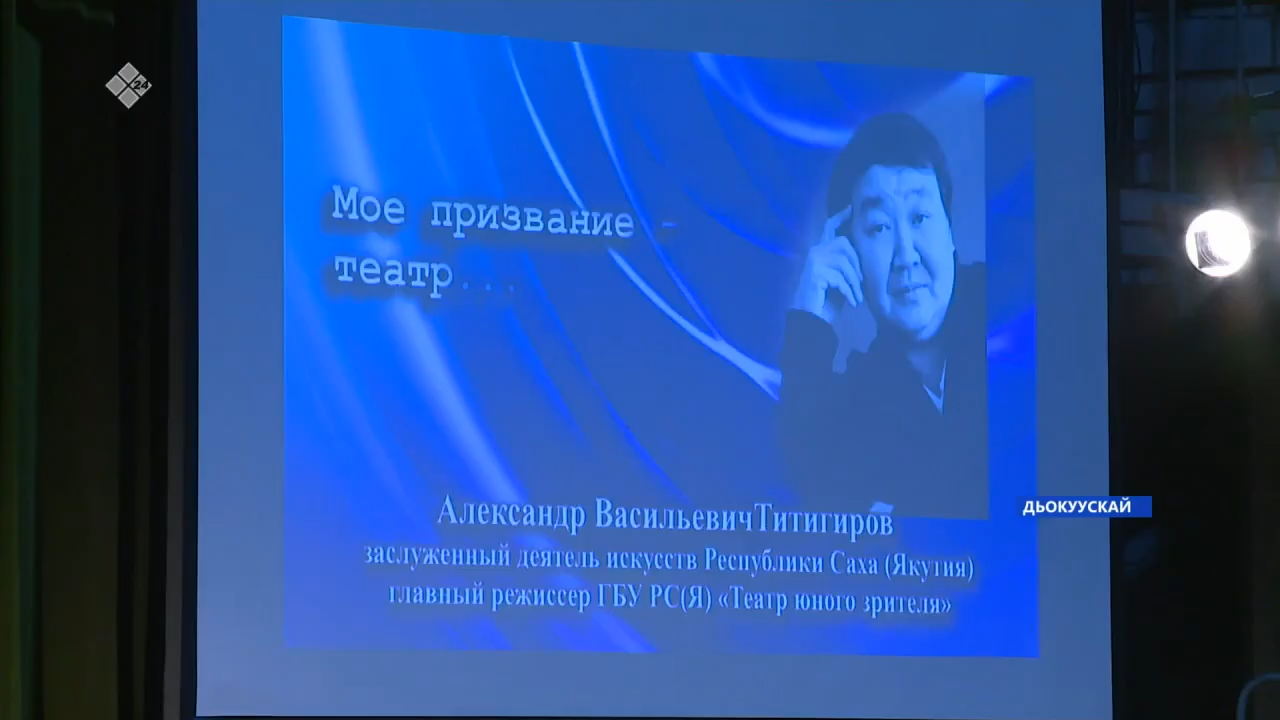 24
Мое призвание -
театр...
Александр ВасильевичТитигиров
заслуженный деятель искусств Республики Саха (Якутия)
главный режиссер ГБУ РС(Я) «Театр юного зрителя»
ДЬОКУУСКАЙ